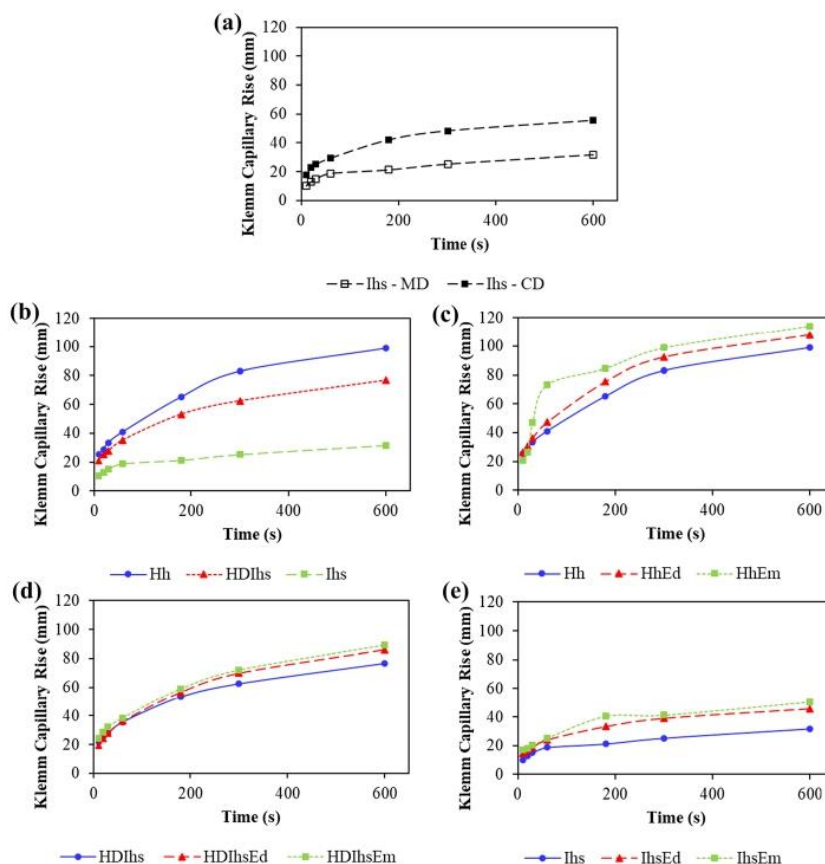 (a)
120
100
80
60
40
20
0
Klemm Capillary Rise (mm)
0 200 400 600
Time (s)
Ihs - MD Ihs - CD
(b)
120
100
80
60
40
20
0
Klemm Capillary Rise (mm)
0 200 400 600
Time (s)
Hh HDIhs Ihs
(c)
120
100
80
60
40
20
0
Klemm Capillary Rise (mm)
0 200 400 600
Time (s)
Hh HhEd HhEm
(d)
120
100
80
60
40
20
0
Klemm Capillary Rise (mm)
0 200 400 600
Time (s)
HDIhs HDIhsEd HDIhsEm
(e)
120
100
80
60
40
20
0
Klemm Capillary Rise (mm)
0 200 400 600
Time (s)
Ihs IhsEd IhsEm